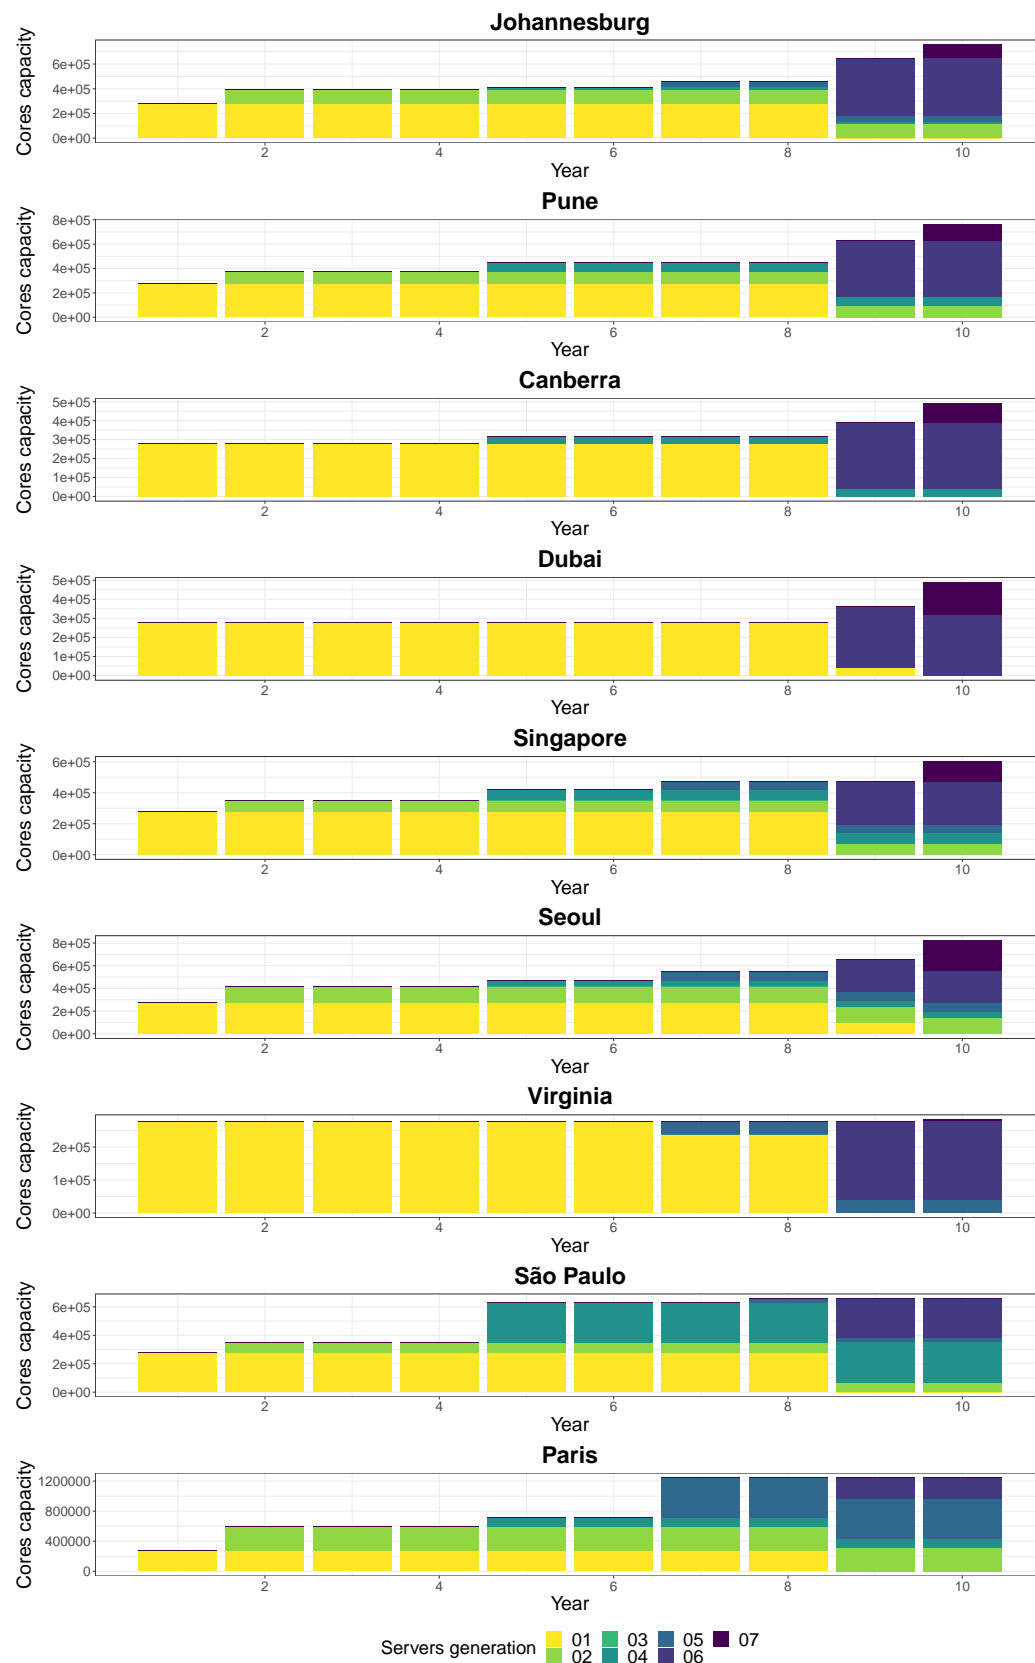 Johannesburg
Cores capacity
6e+05
4e+05
2e+05
0e+00
2 4 6 8 10
Year
Pune
Cores capacity
8e+05
6e+05
4e+05
2e+05
0e+00
2 4 6 8 10
Year
Canberra
Cores capacity
5e+05
4e+05
3e+05
2e+05
1e+05
0e+00
2 4 6 8 10
Year
Dubai
Cores capacity
5e+05
4e+05
3e+05
2e+05
1e+05
0e+00
2 4 6 8 10
Year
Singapore
Cores capacity
6e+05
4e+05
2e+05
0e+00
2 4 6 8 10
Year
Seoul
Cores capacity
8e+05
6e+05
4e+05
2e+05
0e+00
2 4 6 8 10
Year
Virginia
Cores capacity
2e+05
1e+05
0e+00
2 4 6 8 10
Year
São Paulo
Cores capacity
6e+05
4e+05
2e+05
0e+00
2 4 6 8 10
Year
Paris
Cores capacity
1200000
800000
400000
0
2 4 6 8 10
Year
Servers generation
01 03 05 07
02 04 06